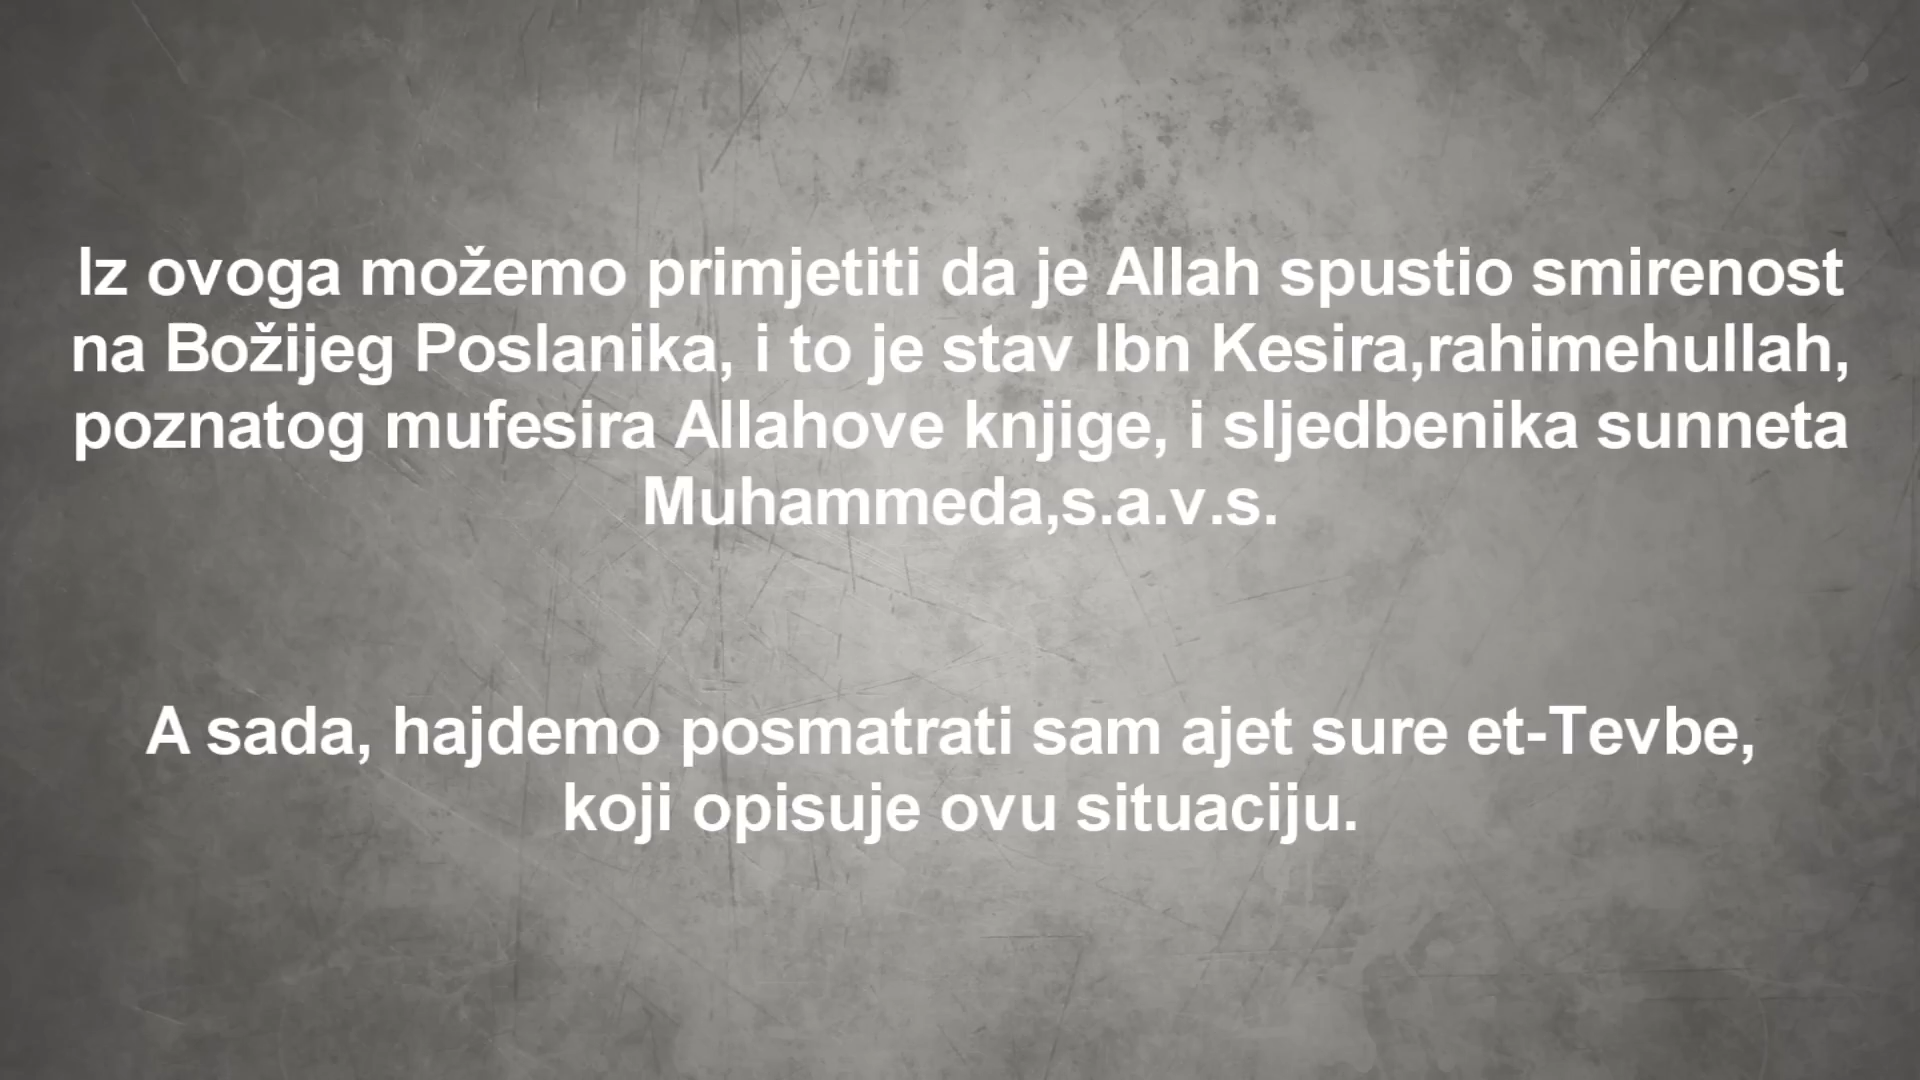 Iz ovoga možemo primjetiti da je Allah spustio smirenost
na Božijeg Poslanika, i to je stav Ibn Kesira,rahimehullah,
poznatog mufesira Allahove knjige, i sljedbenika sunneta
Muhammeda,s.a.v.s.
A sada, hajdemo posmatrati sam ajet sure et-Tevbe,
koji opisuje ovu situaciju.